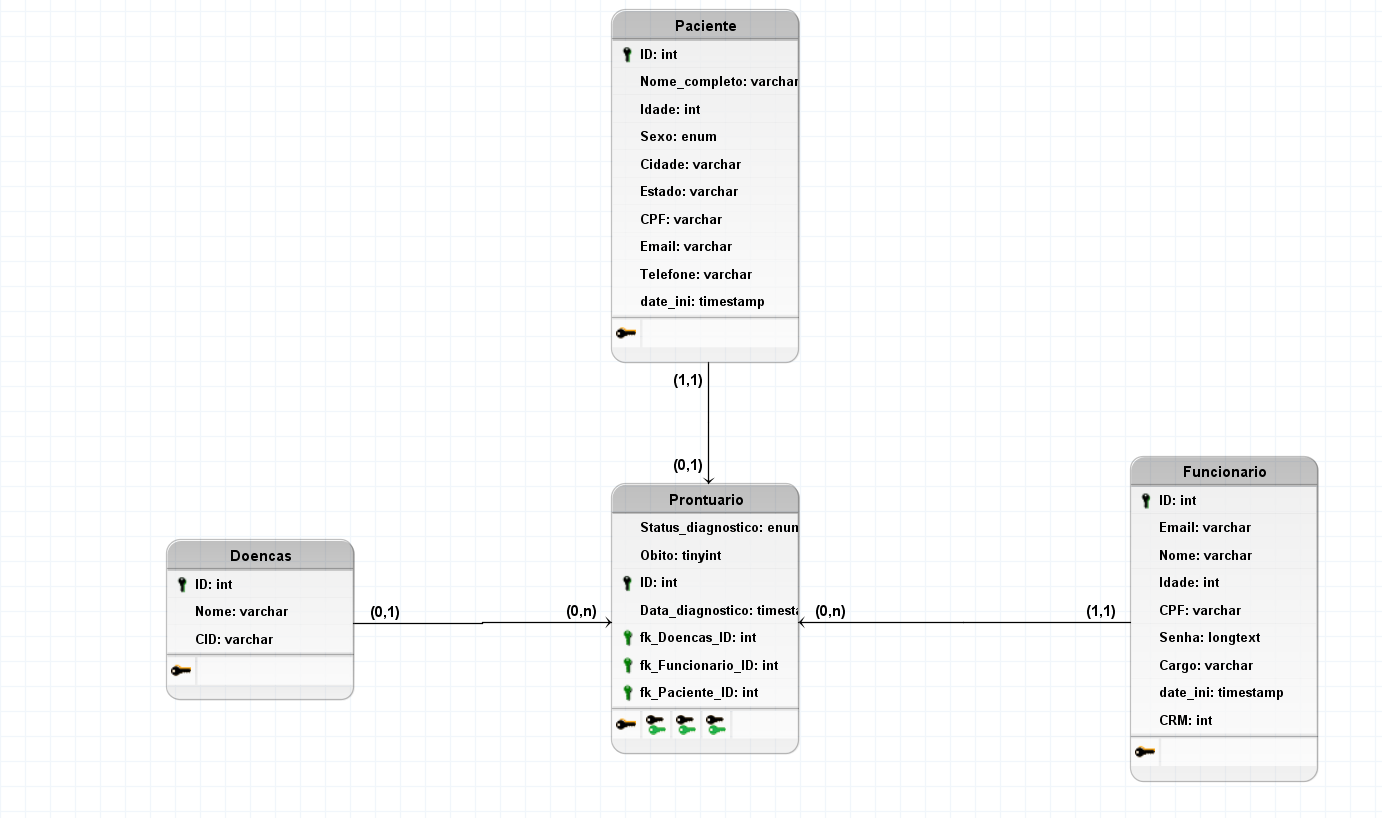 Paciente
ID: int
Nome_completo: varchar
Idade: int
Sexo: enum
Cidade: varchar
Estado: varchar
CPF: varchar
Email: varchar
Telefone: varchar
date_ini: timestamp
(1,1)
(0,1)
Prontuario
Status_diagnostico: enum
Obito: tinyint
ID: int
Data_diagnostico: timesta
fk_Doencas_ID: int
fk_Funcionario_ID: int
fk_Paciente_ID: int
Doencas
ID: int
Nome: varchar
CID: varchar
(0,1)
(0,n)
(0,n)
(1,1)
Funcionario
ID: int
Email: varchar
Nome: varchar
Idade: int
CPF: varchar
Senha: longtext
Cargo: varchar
date_ini: timestamp
CRM: int